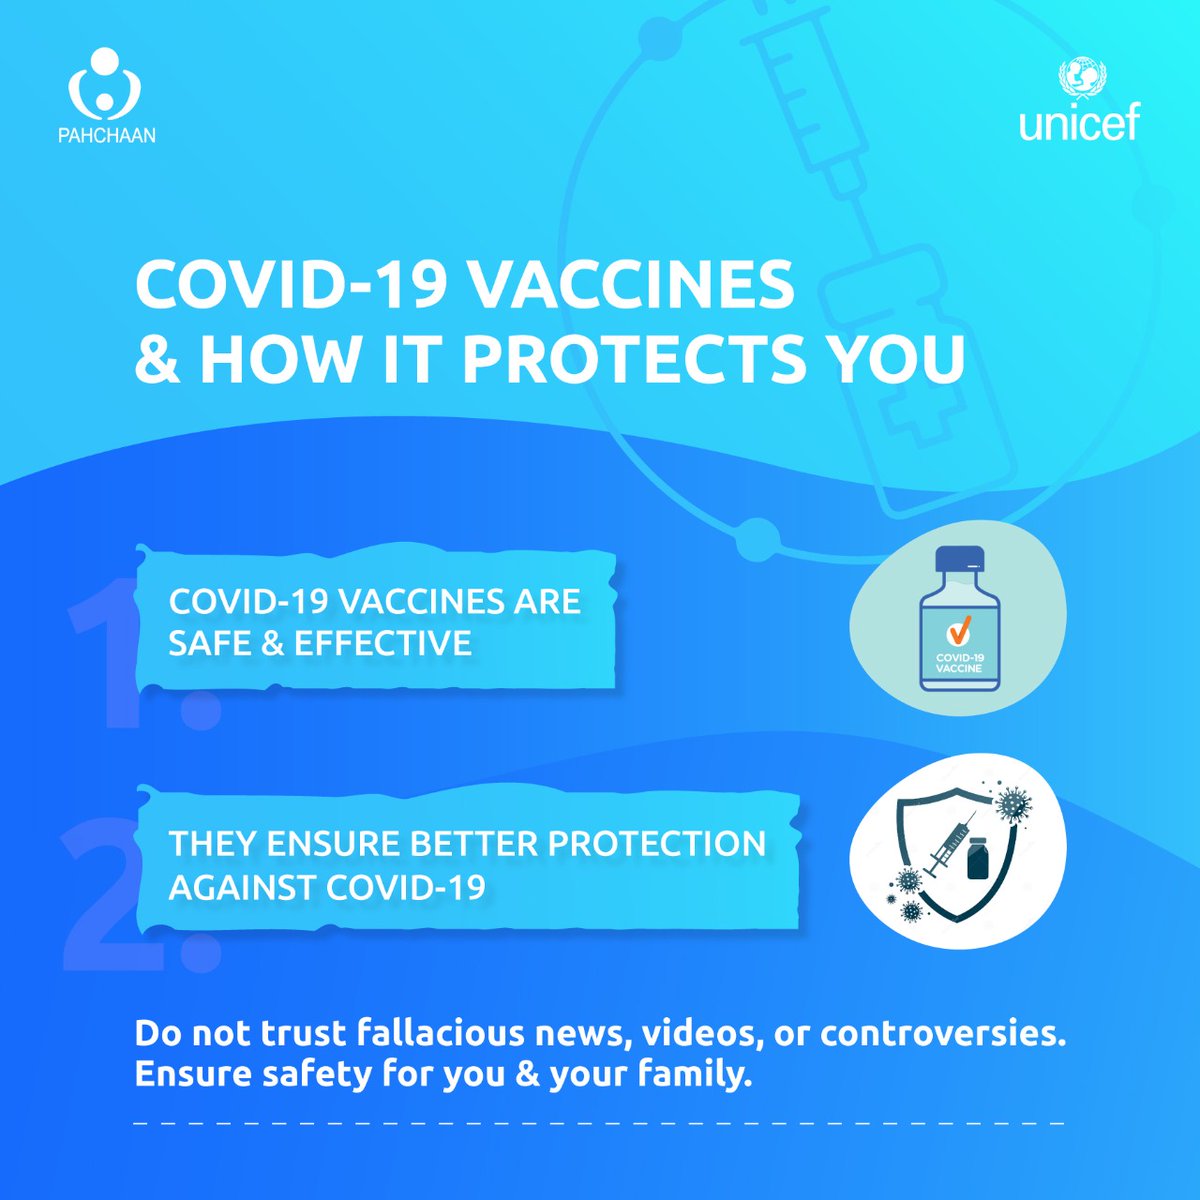 PAHCHAAN
unicef
COVID-19 VACCINES
& HOW IT PROTECTS YOU
1.
COVID-19 VACCINES ARE
SAFE & EFFECTIVE
COVID-19
VACCINE
2.
THEY ENSURE BETTER PROTECTION
AGAINST COVID-19
Do not trust fallacious news, videos, or controversies.
Ensure safety for you & your family.